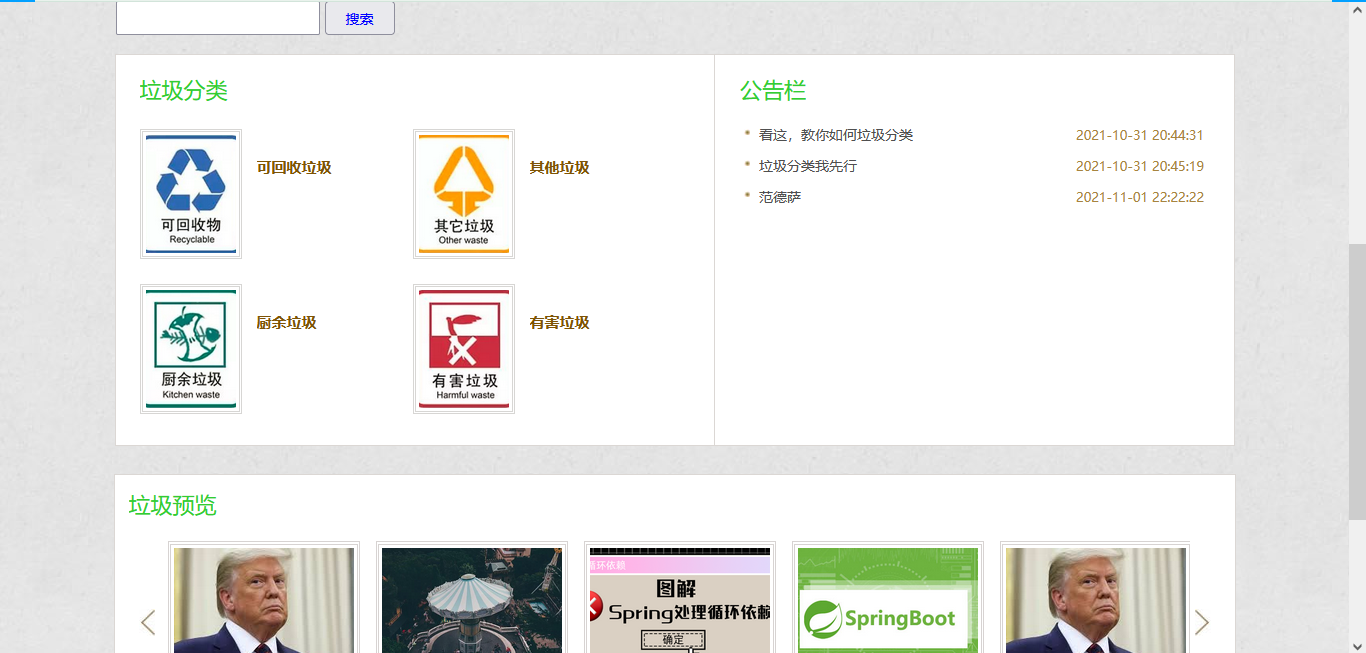 搜索
垃圾分类
可回收物
Recyclable
可回收垃圾
其它垃圾
Other waste
其他垃圾
厨余垃圾
Kitchen waste
厨余垃圾
有害垃圾
Harmful waste
有害垃圾
公告栏
看这，教你如何垃圾分类 2021-10-31 20:44:31
垃圾分类我先行 2021-10-31 20:45:19
范德萨 2021-11-01 22:22:22
垃圾预览
循环依赖
图解
Spring处理循环依赖
确定
SpringBoot